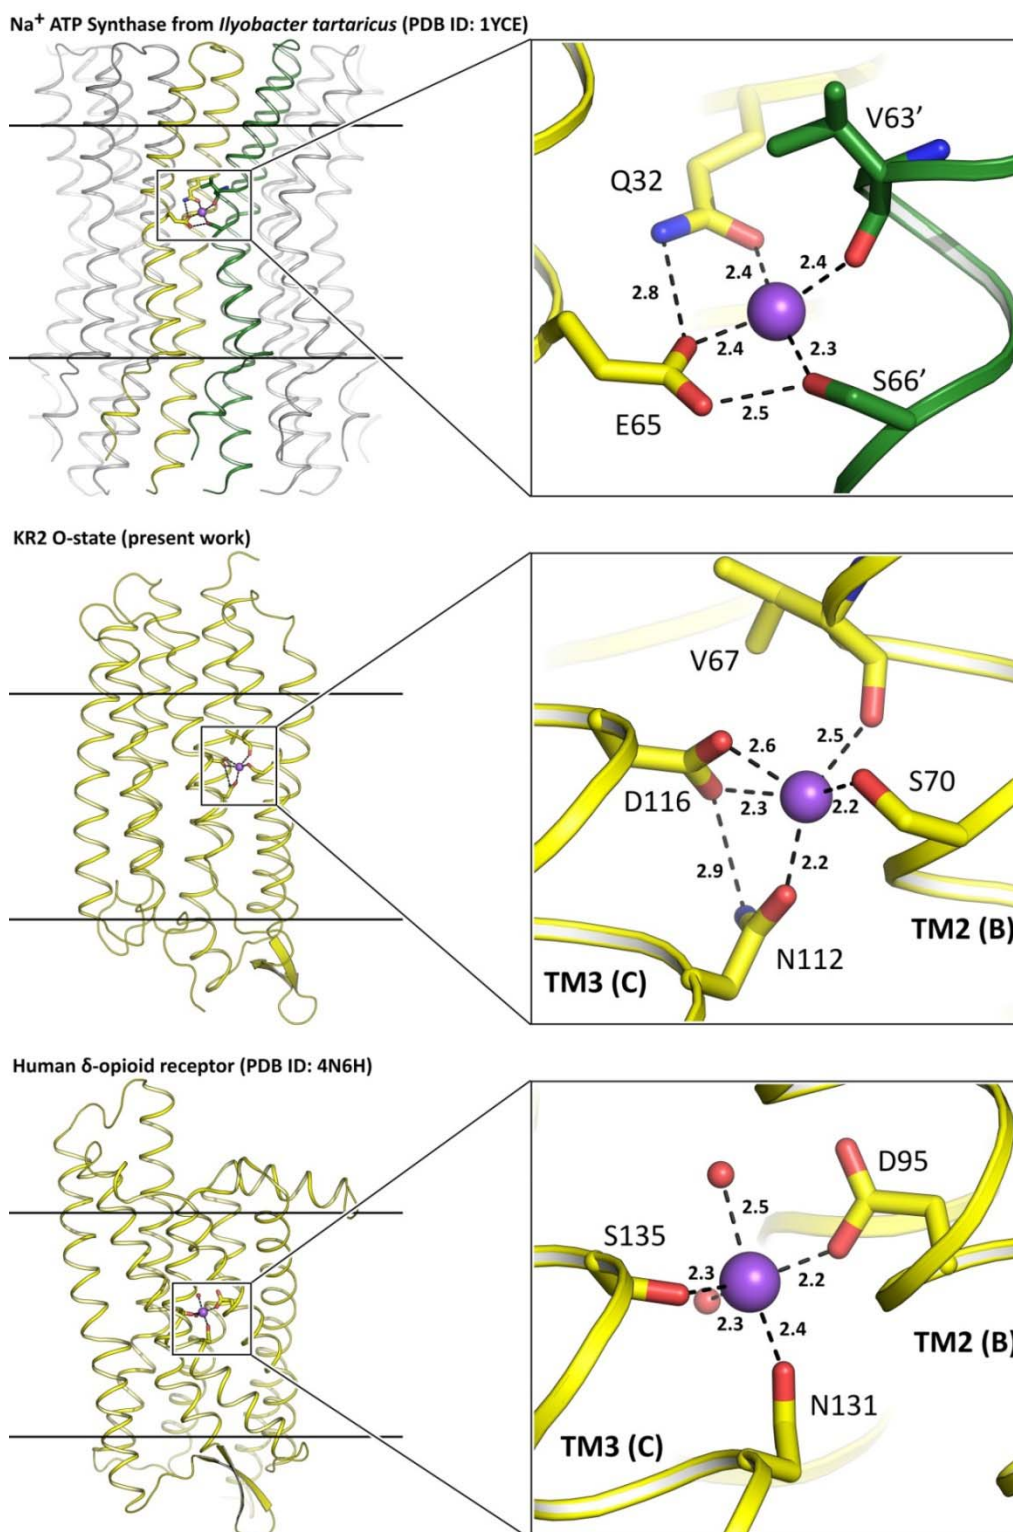 Na⁺ ATP Synthase from Ilyobacter tartaricus (PDB ID: 1YCE)
V63’
Q32
2.4
2.4
2.8
2.4
2.3
S66’
E65
2.5
KR2 O-state (present work)
V67
2.6
2.5
S70
D116
2.3
2.2
2.9
2.2
TM2 (B)
N112
TM3 (C)
Human δ-opioid receptor (PDB ID: 4N6H)
D95
2.5
S135
2.3
2.2
2.3
2.4
TM2 (B)
N131
TM3 (C)